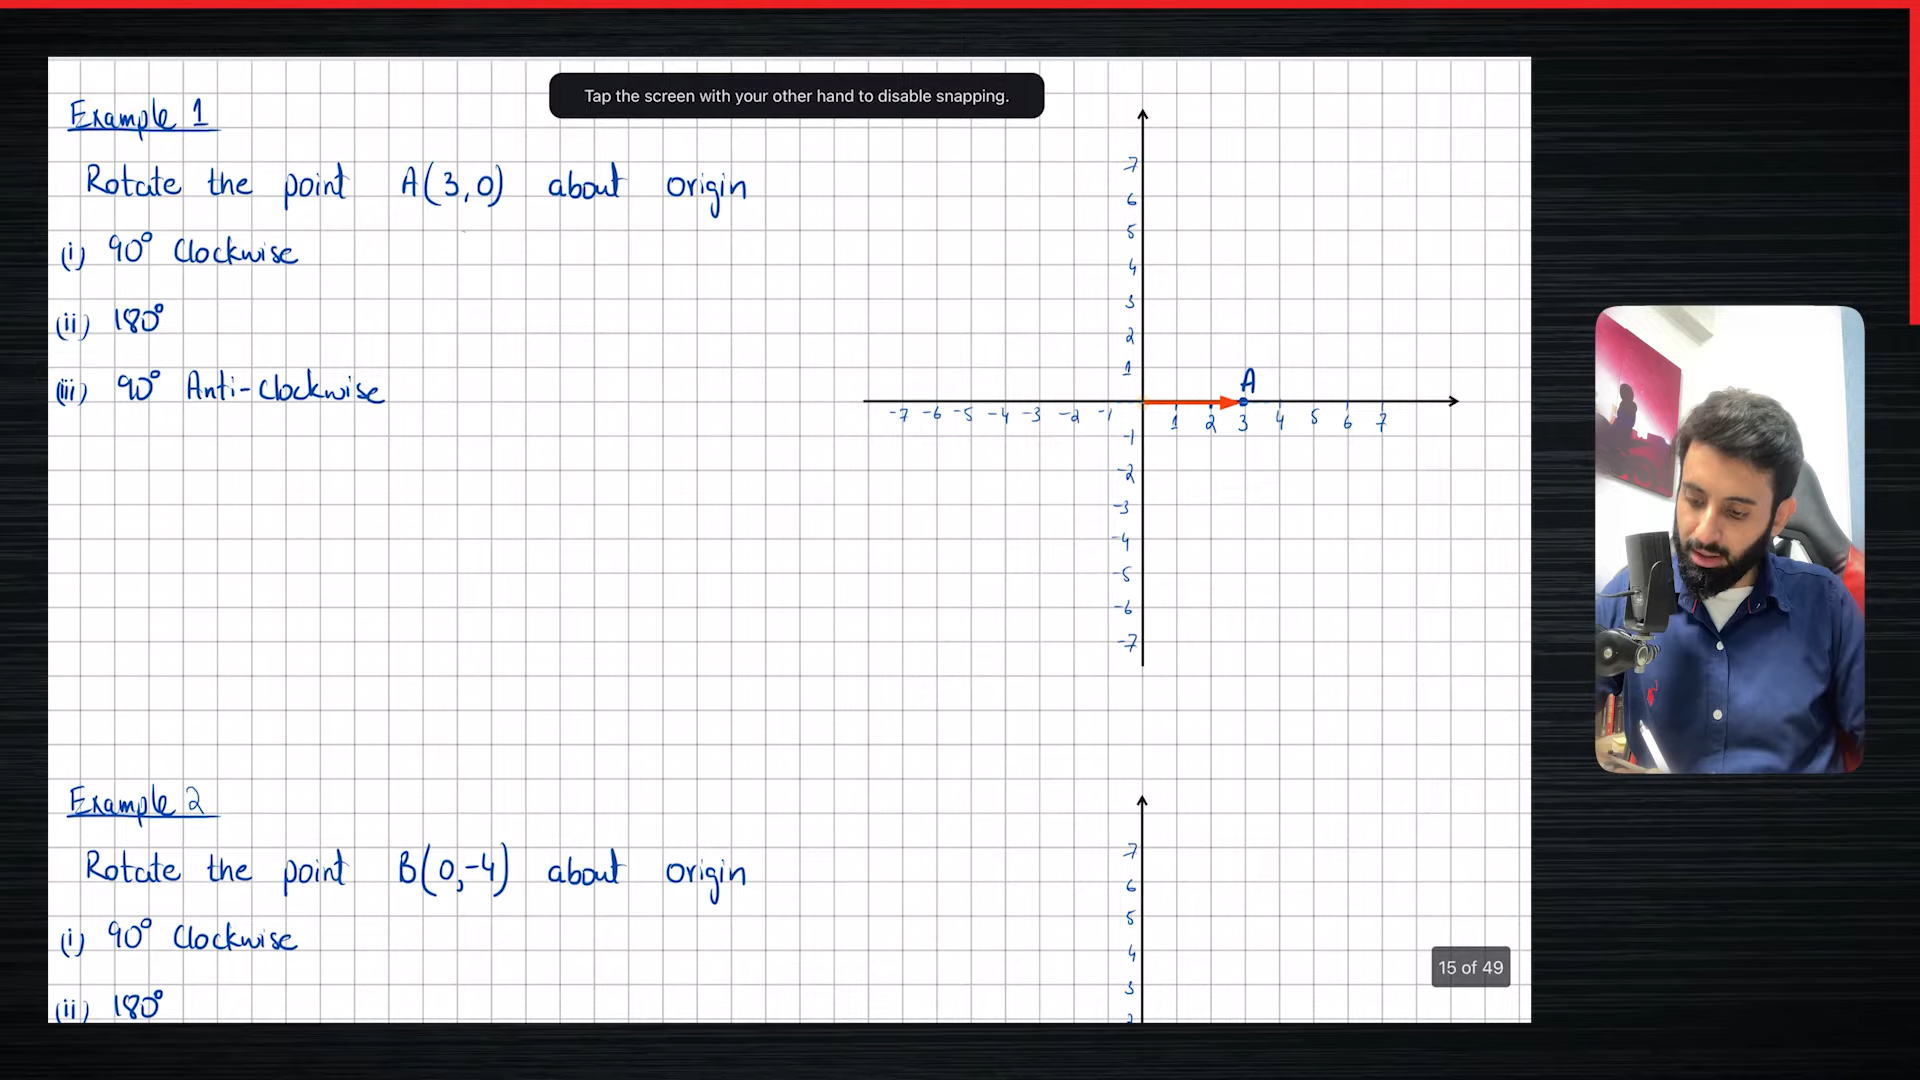 Tap the screen with your other hand to disable snapping.
Example 1
Rotate the point A(3,0) about origin
(i) 90° Clockwise
(ii) 180°
(iii) 90° Anti-clockwise
7
6
5
4
3
2
1
A
-7 -6 -5 -4 -3 -2 -1 1 2 3 4 5 6 7
-1
-2
-3
-4
-5
-6
-7
Example 2
Rotate the point B(0,-4) about origin
(i) 90° Clockwise
(ii) 180°
7
6
5
4
3
2
15 of 49